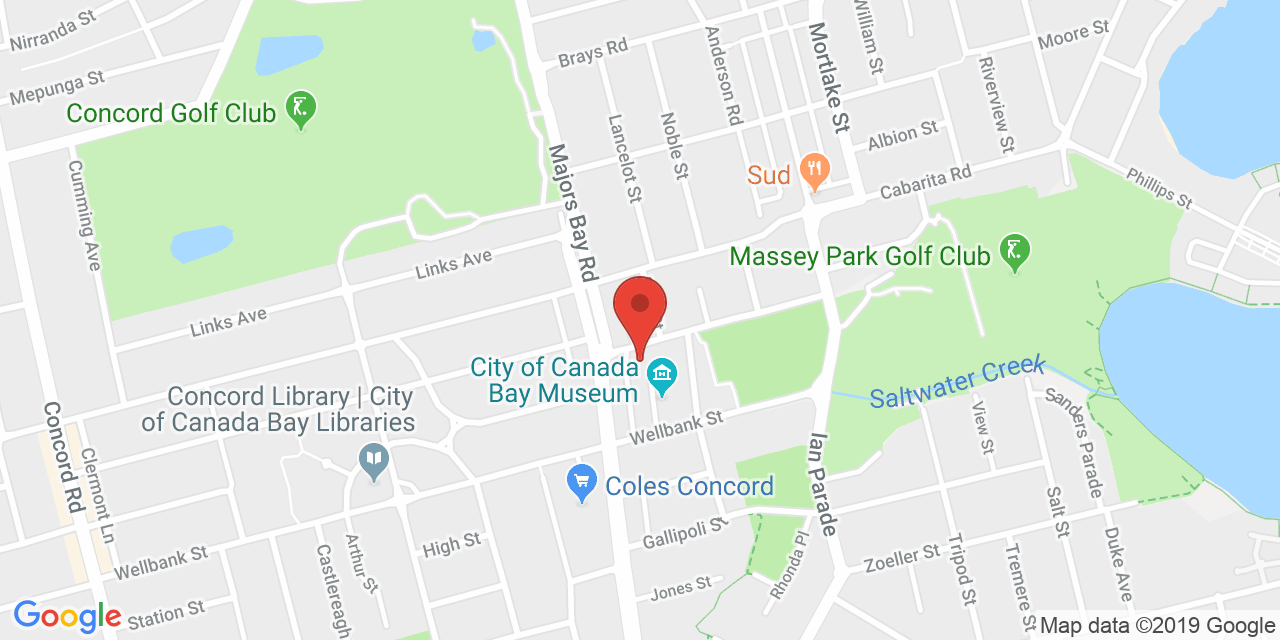 Nirranda St
Mepunga St
Concord Golf Club
Cumming Ave
Brays Rd
Anderson Rd
William St
Mortlake St
Moore St
Riverview St
Lancelot St
Noble St
Albion St
Majors Bay Rd
Sud
Cabarita Rd
Phillips St
Links Ave
Massey Park Golf Club
Links Ave
City of Canada
Bay Museum
Saltwater Creek
Concord Library | City
of Canada Bay Libraries
Wellbank St
View St
Sanders Parade
Concord Rd
Clermont Ln
Ian Parade
Coles Concord
Salt St
Gallipoli St
High St
Arthur St
Castlereagh
Wellbank St
Rhonda Pl
Zoeller St
Tripod St
Tremere St
Duke Ave
Jones St
Station St
Google
Map data ©2019 Google